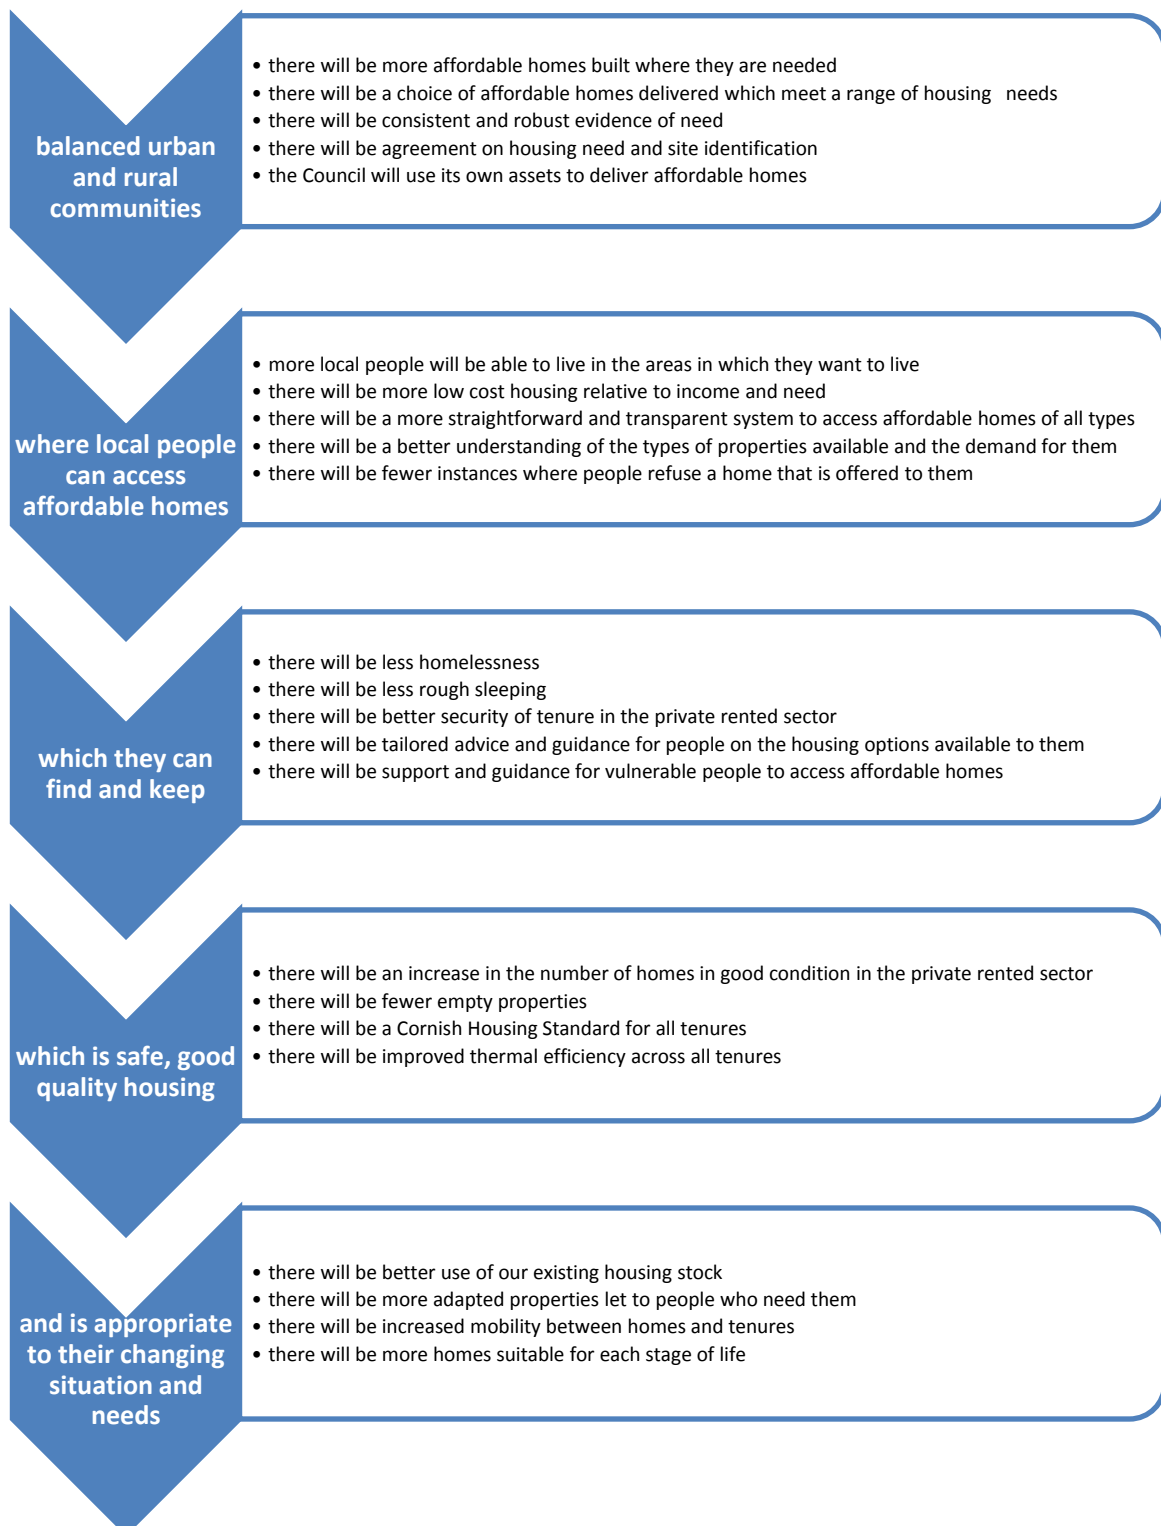 balanced urban
and rural
communities
• there will be more affordable homes built where they are needed
• there will be a choice of affordable homes delivered which meet a range of housing needs
• there will be consistent and robust evidence of need
• there will be agreement on housing need and site identification
• the Council will use its own assets to deliver affordable homes
where local people
can access
affordable homes
• more local people will be able to live in the areas in which they want to live
• there will be more low cost housing relative to income and need
• there will be a more straightforward and transparent system to access affordable homes of all types
• there will be a better understanding of the types of properties available and the demand for them
• there will be fewer instances where people refuse a home that is offered to them
which they can
find and keep
• there will be less homelessness
• there will be less rough sleeping
• there will be better security of tenure in the private rented sector
• there will be tailored advice and guidance for people on the housing options available to them
• there will be support and guidance for vulnerable people to access affordable homes
which is safe, good
quality housing
• there will be an increase in the number of homes in good condition in the private rented sector
• there will be fewer empty properties
• there will be a Cornish Housing Standard for all tenures
• there will be improved thermal efficiency across all tenures
and is appropriate
to their changing
situation and
needs
• there will be better use of our existing housing stock
• there will be more adapted properties let to people who need them
• there will be increased mobility between homes and tenures
• there will be more homes suitable for each stage of life